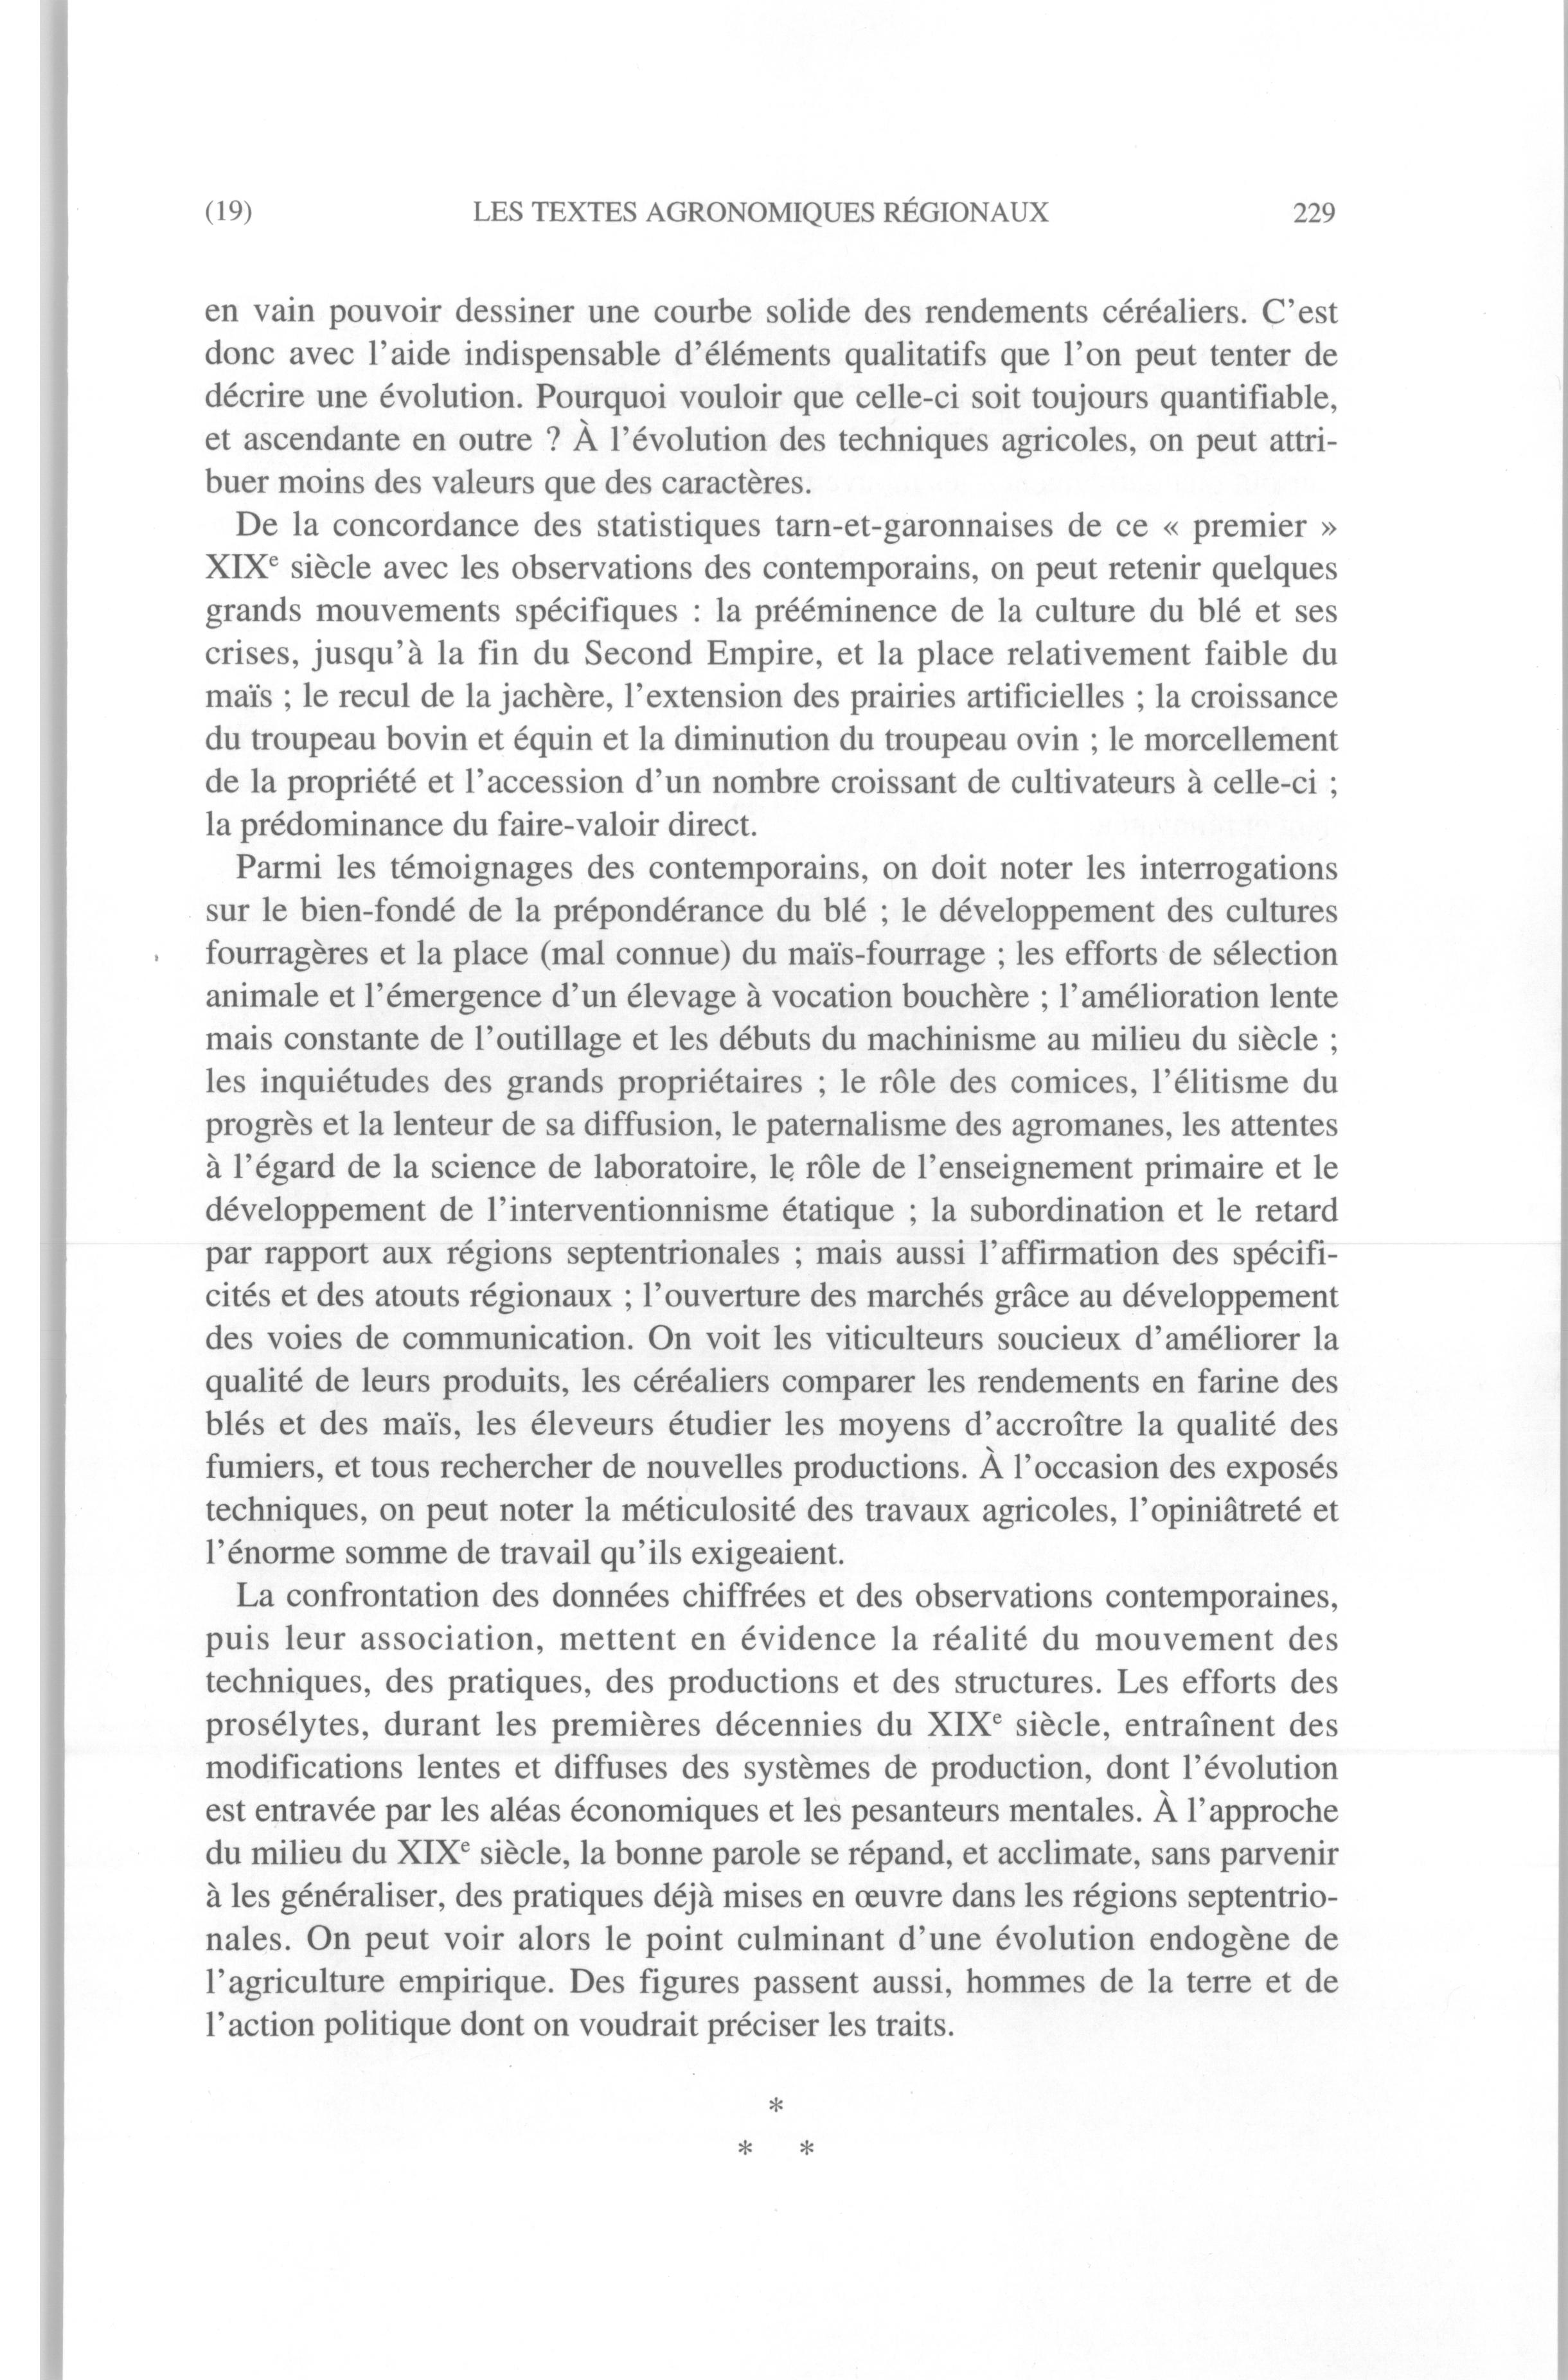 (19) LES TEXTES AGRONOMIQUES RÉGIONAUX 229
en vain pouvoir dessiner une courbe solide des rendements céréaliers. C'est
donc avec l'aide indispensable d'éléments qualitatifs que l'on peut tenter de
décrire une évolution. Pourquoi vouloir que celle-ci soit toujours quantifiable,
et ascendante en outre ? À l'évolution des techniques agricoles, on peut attri-
buer moins des valeurs que des caractères.
De la concordance des statistiques tarn-et-garonnaises de ce « premier »
XIXe siècle avec les observations des contemporains, on peut retenir quelques
grands mouvements spécifiques : la prééminence de la culture du blé et ses
crises, jusqu'à la fin du Second Empire, et la place relativement faible du
maïs ; le recul de la jachère, l'extension des prairies artificielles ; la croissance
du troupeau bovin et équin et la diminution du troupeau ovin ; le morcellement
de la propriété et l'accession d'un nombre croissant de cultivateurs à celle-ci ;
la prédominance du faire-valoir direct.
Parmi les témoignages des contemporains, on doit noter les interrogations
sur le bien-fondé de la prépondérance du blé ; le développement des cultures
fourragères et la place (mal connue) du maïs-fourrage ; les efforts de sélection
animale et l'émergence d'un élevage à vocation bouchère ; l'amélioration lente
mais constante de l'outillage et les débuts du machinisme au milieu du siècle ;
les inquiétudes des grands propriétaires ; le rôle des comices, l'élitisme du
progrès et la lenteur de sa diffusion, le paternalisme des agromanes, les attentes
à l'égard de la science de laboratoire, le rôle de l'enseignement primaire et le
développement de l'interventionnisme étatique ; la subordination et le retard
par rapport aux régions septentrionales ; mais aussi l'affirmation des spécifi-
cités et des atouts régionaux ; l'ouverture des marchés grâce au développement
des voies de communication. On voit les viticulteurs soucieux d'améliorer la
qualité de leurs produits, les céréaliers comparer les rendements en farine des
blés et des maïs, les éleveurs étudier les moyens d'accroître la qualité des
fumiers, et tous rechercher de nouvelles productions. À l'occasion des exposés
techniques, on peut noter la méticulosité des travaux agricoles, l'opiniâtreté et
l'énorme somme de travail qu'ils exigeaient.
La confrontation des données chiffrées et des observations contemporaines,
puis leur association, mettent en évidence la réalité du mouvement des
techniques, des pratiques, des productions et des structures. Les efforts des
prosélytes, durant les premières décennies du XIXe siècle, entraînent des
modifications lentes et diffuses des systèmes de production, dont l'évolution
est entravée par les aléas économiques et les pesanteurs mentales. À l'approche
du milieu du XIXe siècle, la bonne parole se répand, et acclimate, sans parvenir
à les généraliser, des pratiques déjà mises en œuvre dans les régions septentrio-
nales. On peut voir alors le point culminant d'une évolution endogène de
l'agriculture empirique. Des figures passent aussi, hommes de la terre et de
l'action politique dont on voudrait préciser les traits.
*
* *